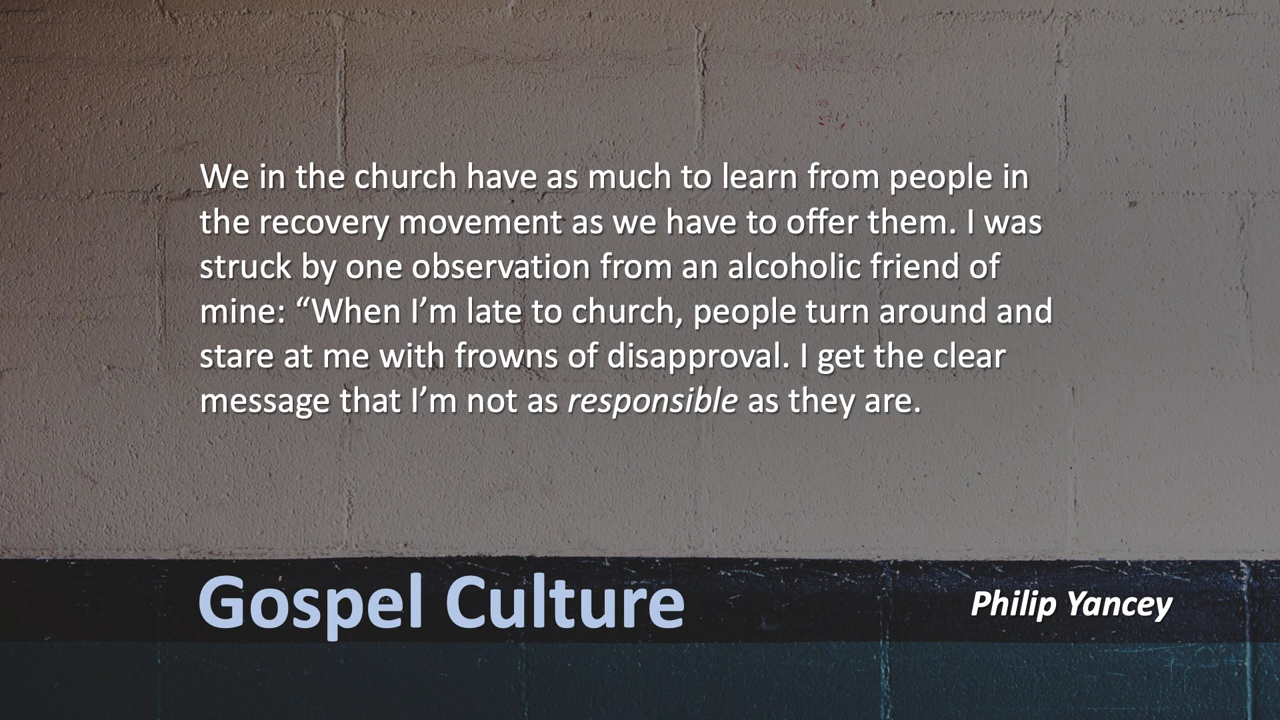 We in the church have as much to learn from people in
the recovery movement as we have to offer them. I was
struck by one observation from an alcoholic friend of
mine: “When I’m late to church, people turn around and
stare at me with frowns of disapproval. I get the clear
message that I’m not as responsible as they are.
Gospel Culture
Philip Yancey